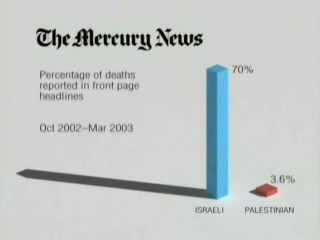 The Mercury News
Percentage of deaths
reported in front page
headlines
Oct 2002–Mar 2003
70%
3.6%
ISRAELI PALESTINIAN